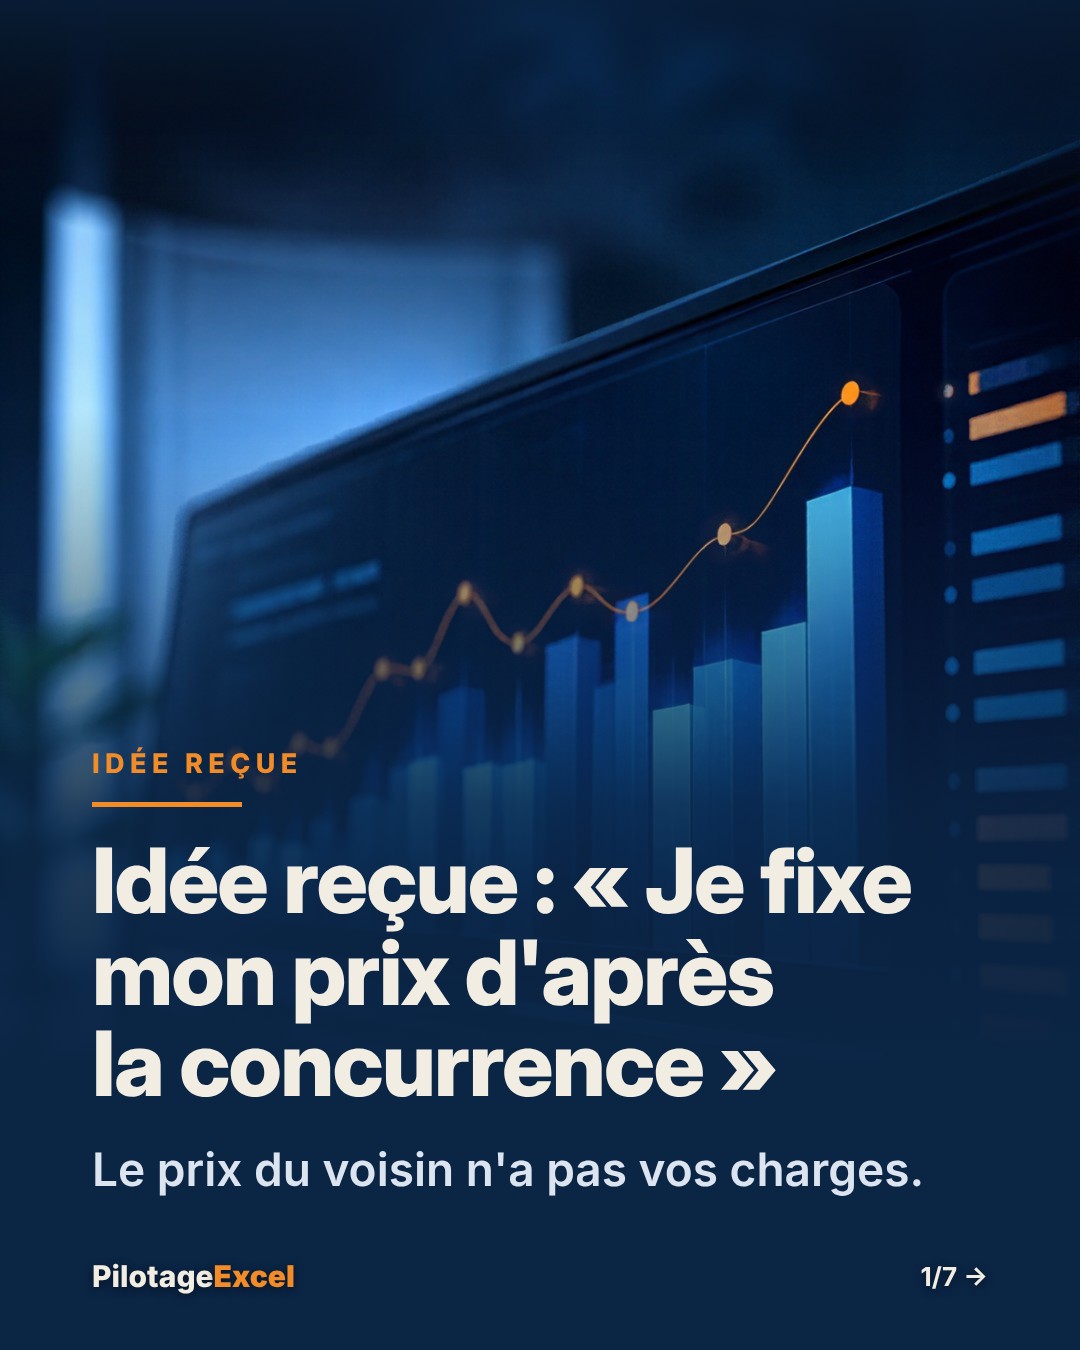 IDÉE REÇUE
Idée reçue : « Je fixe
mon prix d'après
la concurrence »
Le prix du voisin n'a pas vos charges.
PilotageExcel
1/7 →